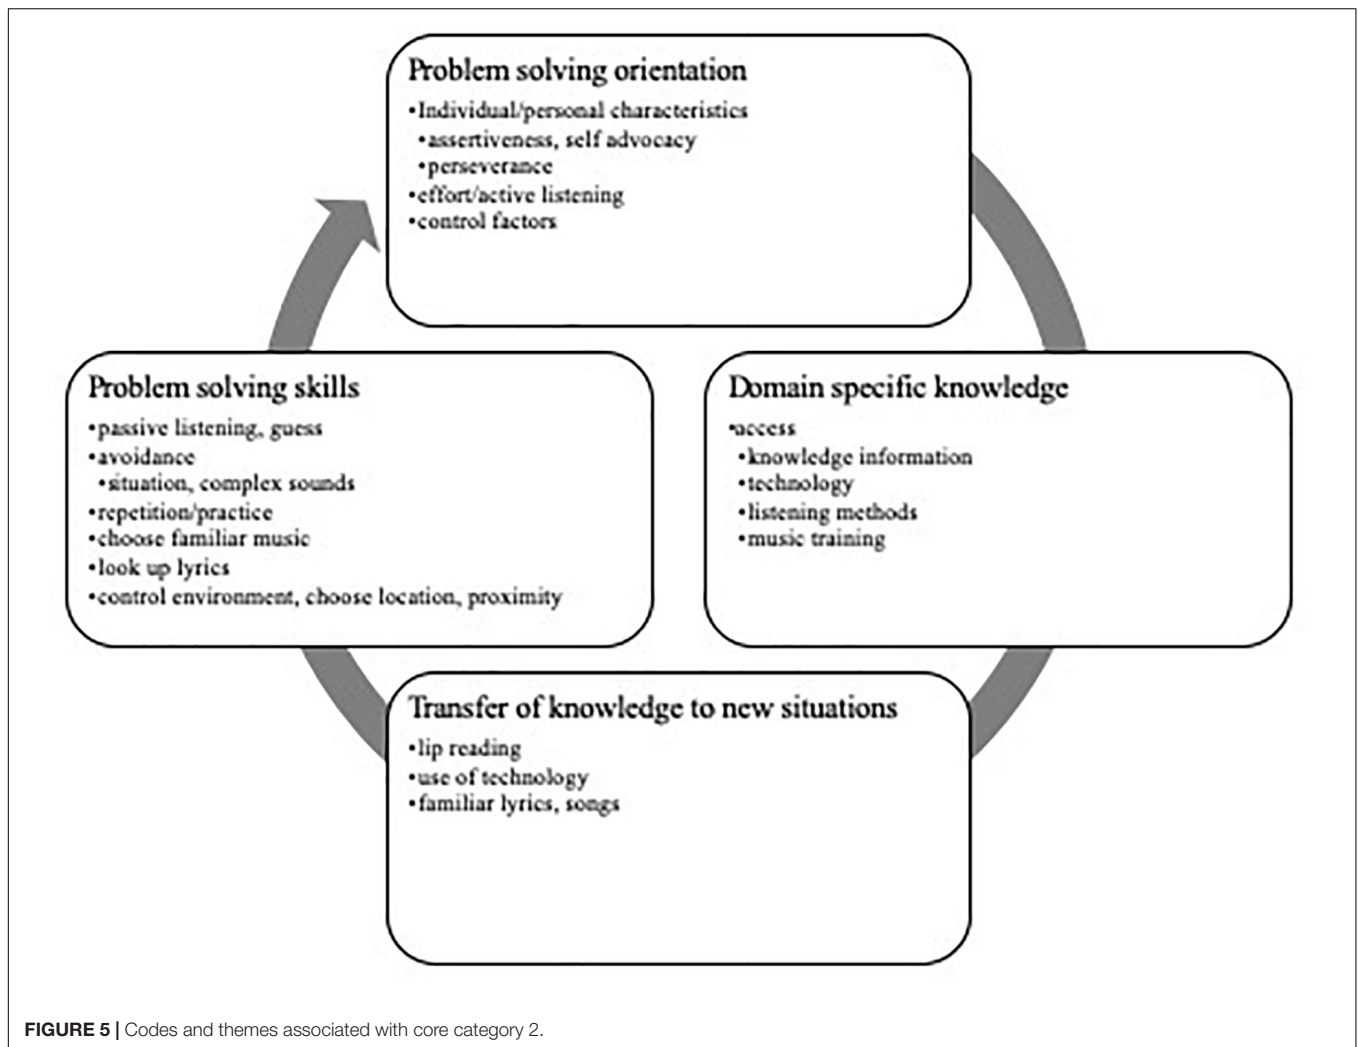 Problem solving orientation
•Individual/personal characteristics
•assertiveness, self advocacy
•perseverance
•effort/active listening
•control factors
Problem solving skills
•passive listening, guess
•avoidance
•situation, complex sounds
•repetition/practice
•choose familiar music
•look up lyrics
•control environment, choose location, proximity
Domain specific knowledge
•access
•knowledge information
•technology
•listening methods
•music training
Transfer of knowledge to new situations
•lip reading
•use of technology
•familiar lyrics, songs
FIGURE 5 | Codes and themes associated with core category 2.